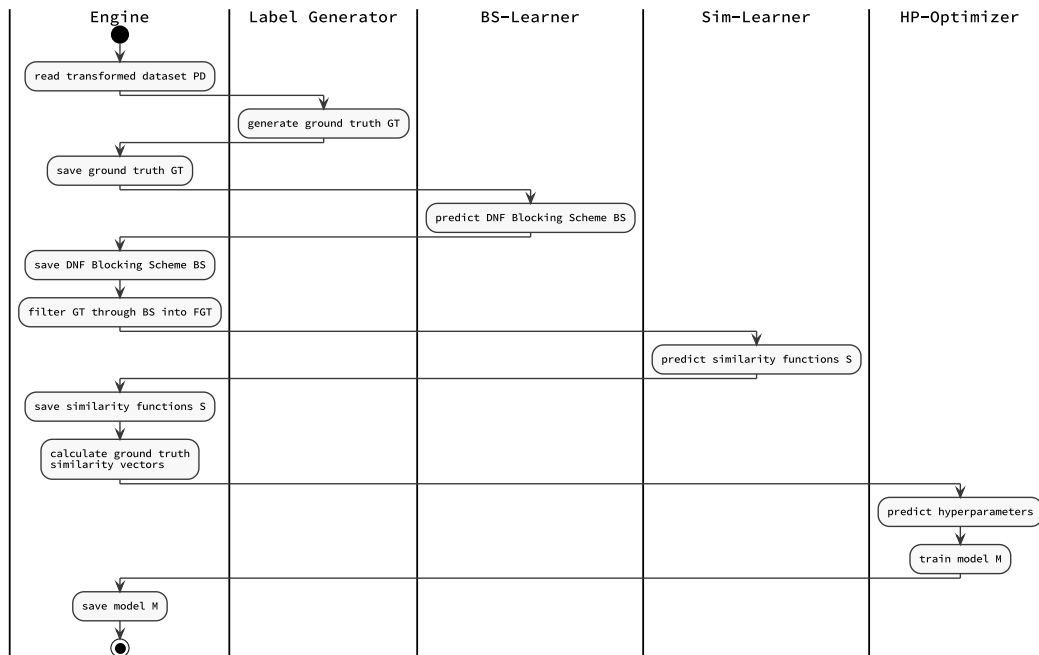 Engine
Label Generator
BS-Learner
Sim-Learner
HP-Optimizer
read transformed dataset PD
generate ground truth GT
save ground truth GT
predict DNF Blocking Scheme BS
save DNF Blocking Scheme BS
filter GT through BS into FGT
predict similarity functions S
save similarity functions S
calculate ground truth
similarity vectors
predict hyperparameters
train model M
save model M